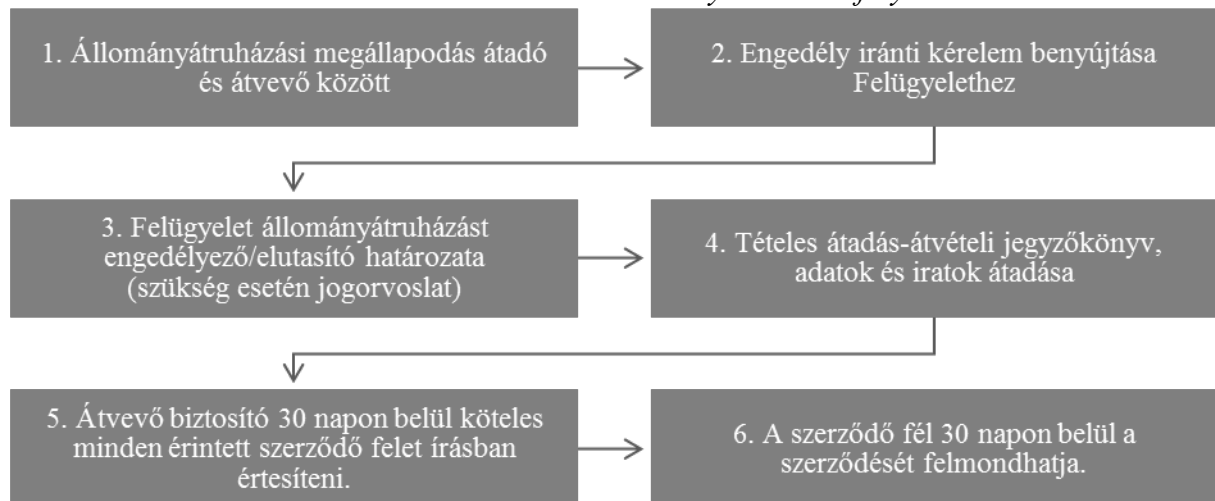 1. Állományátruházási megállapodás átadó
és átvevő között
2. Engedély iránti kérelem benyújtása
Felügyelethez
3. Felügyelet állományátruházást
engedélyező/elutasító határozata
(szükség esetén jogorvoslat)
4. Tételes átadás-átvételi jegyzőkönyv,
adatok és iratok átadása
5. Átvevő biztosító 30 napon belül köteles
minden érintett szerződő felet írásban
értesíteni.
6. A szerződő fél 30 napon belül a
szerződését felmondhatja.